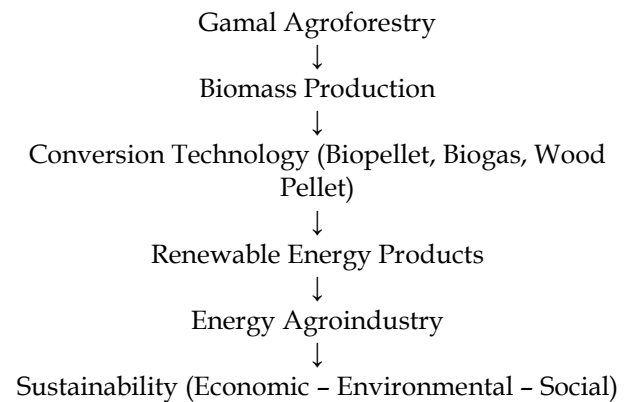 Gamal Agroforestry
↓
Biomass Production
↓
Conversion Technology (Biopellet, Biogas, Wood
Pellet)
↓
Renewable Energy Products
↓
Energy Agroindustry
↓
Sustainability (Economic – Environmental – Social)